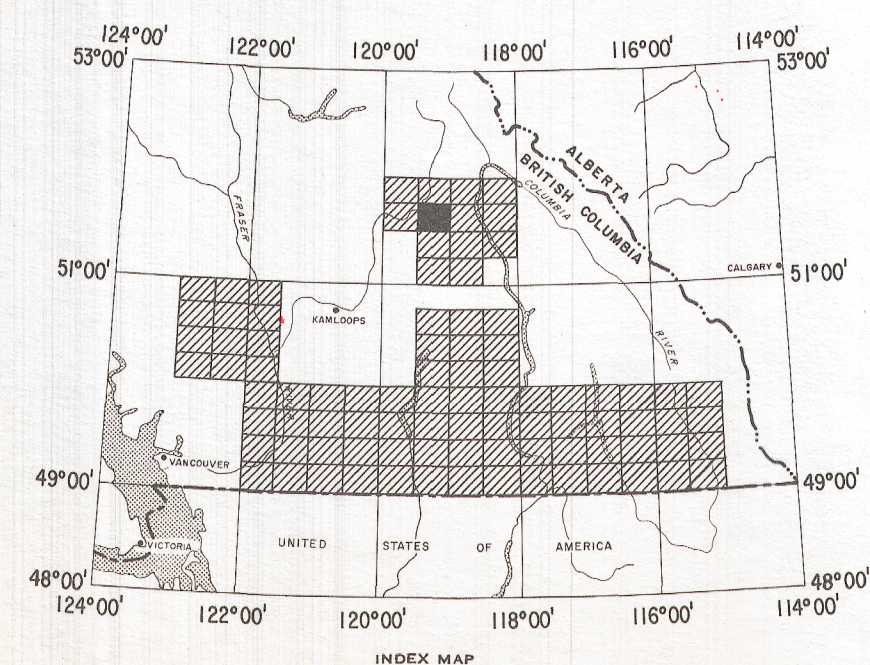 124°00'
122°00'
120°00'
118°00'
116°00'
114°00'
53°00'
53°00'
ALBERTA
BRITISH COLUMBIA
COLUMBIA
FRASER
CALGARY
51°00'
51°00'
KAMLOOPS
RIVER
RIVER
VANCOUVER
49°00'
49°00'
UNITED STATES OF AMERICA
VICTORIA
48°00'
48°00'
124°00'
122°00'
120°00'
118°00'
116°00'
114°00'
INDEX MAP